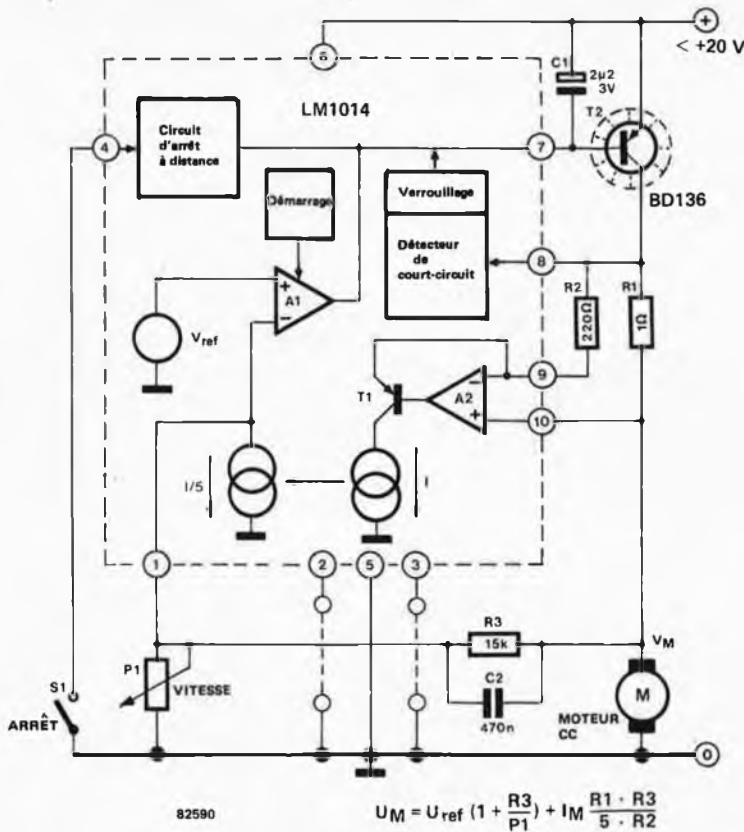 +
< +20 V
6
C1
2µ2
3V
LM1014
T2
4
Circuit
d'arrêt
à
distance
7
BD136
Démarrage
Verrouillage
Détecteur
de
court-circuit
8
R2
220Ω
R1
1Ω
+
A1
−
Vref
9
T1
−
A2
+
10
I/5
I
1
2
5
3
P1
VITESSE
R3
15k
C2
470n
VM
M
MOTEUR
CC
S1
ARRÊT
0
82590
UM = Uref (1 + R3/P1) + IM R1 · R3 / 5 · R2